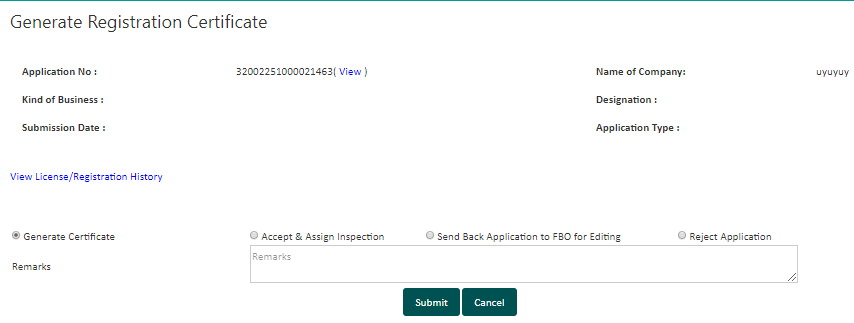 Generate Registration Certificate
Application No : 32002251000021463( View ) Name of Company: uyuyuy
Kind of Business : Designation :
Submission Date : Application Type :
View License/Registration History
Generate Certificate Accept & Assign Inspection Send Back Application to FBO for Editing Reject Application
Remarks Remarks
Submit Cancel